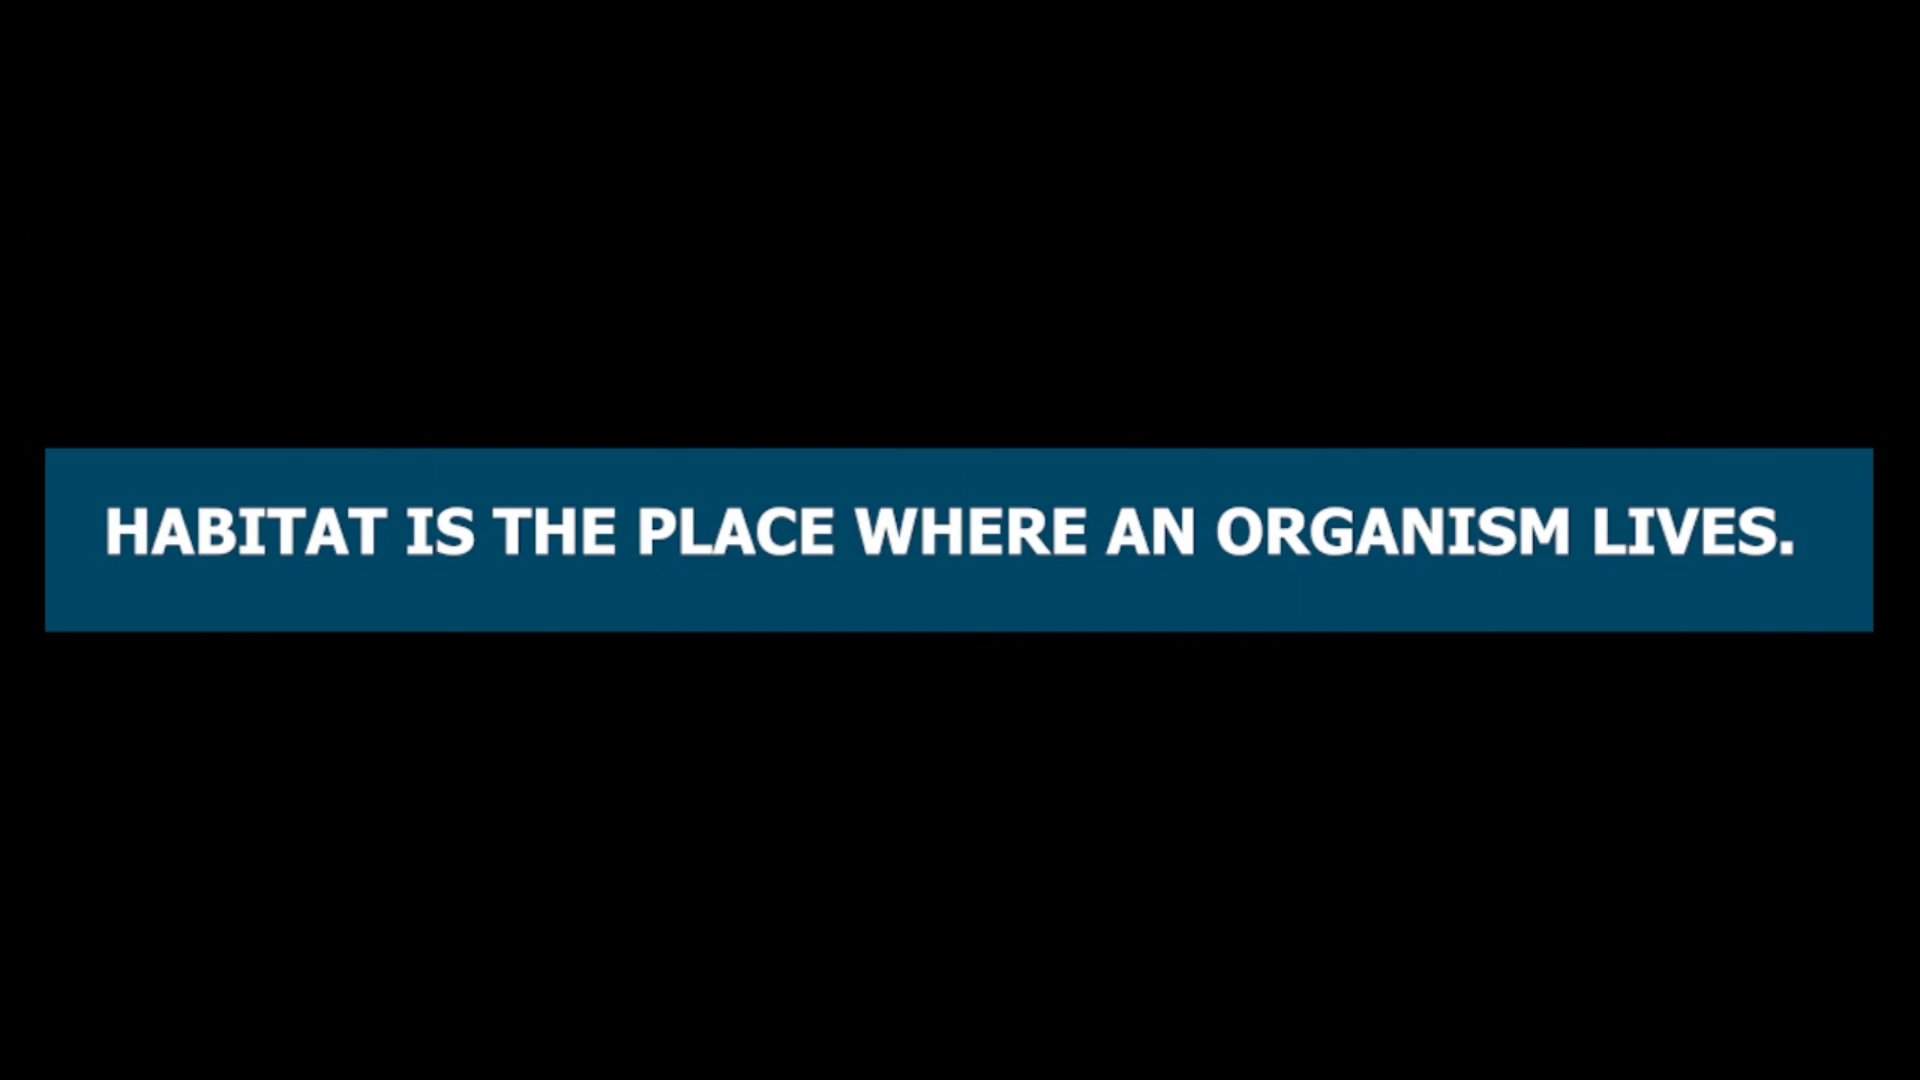 HABITAT IS THE PLACE WHERE AN ORGANISM LIVES.